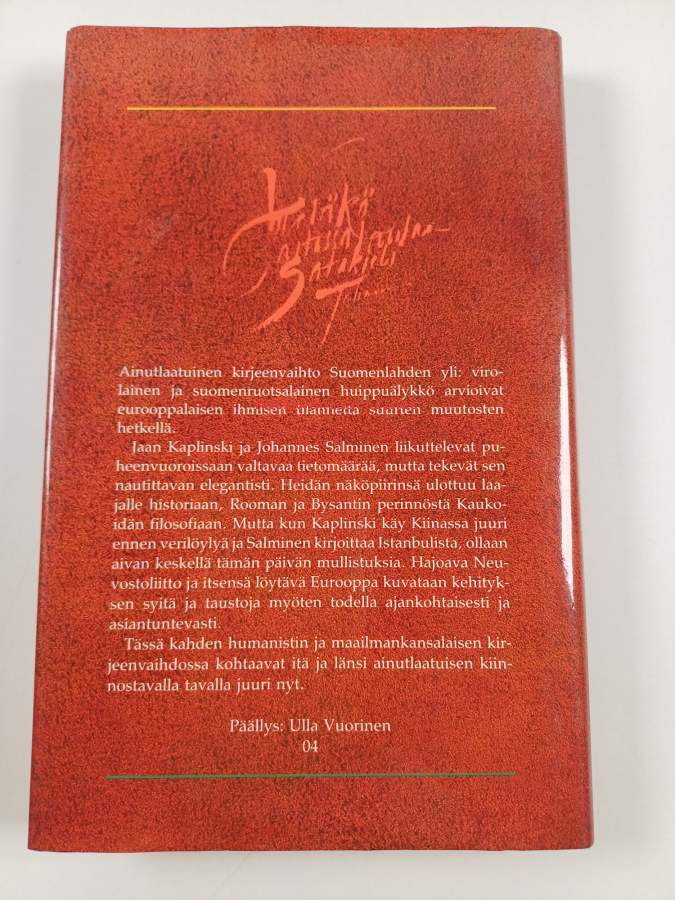 Satakieli
Ainutlaatuinen kirjeenvaihto Suomenlahden yli: viro-
lainen ja suomenruotsalainen huippuälykkö arvioivat
eurooppalaisen ihmisen tilannetta suurten muutosten
hetkellä.
Jaan Kaplinski ja Johannes Salminen liikuttelevat pu-
heenvuoroissaan valtavaa tietomäärää, mutta tekevät sen
nautittavan elegantisti. Heidän näköpiirinsä ulottuu laa-
jalle historiaan, Rooman ja Bysantin perinnöstä Kauko-
idän filosofiaan. Mutta kun Kaplinski käy Kiinassa juuri
ennen verilöylyä ja Salminen kirjoittaa Istanbulista, ollaan
aivan keskellä tämän päivän mullistuksia. Hajoava Neu-
vostoliitto ja itsensä löytävä Eurooppa kuvataan kehityk-
sen syitä ja taustoja myöten todella ajankohtaisesti ja
asiantuntevasti.
Tässä kahden humanistin ja maailmankansalaisen kir-
jeenvaihdossa kohtaavat itä ja länsi ainutlaatuisen kiin-
nostavalla tavalla juuri nyt.
Päällys: Ulla Vuorinen
04